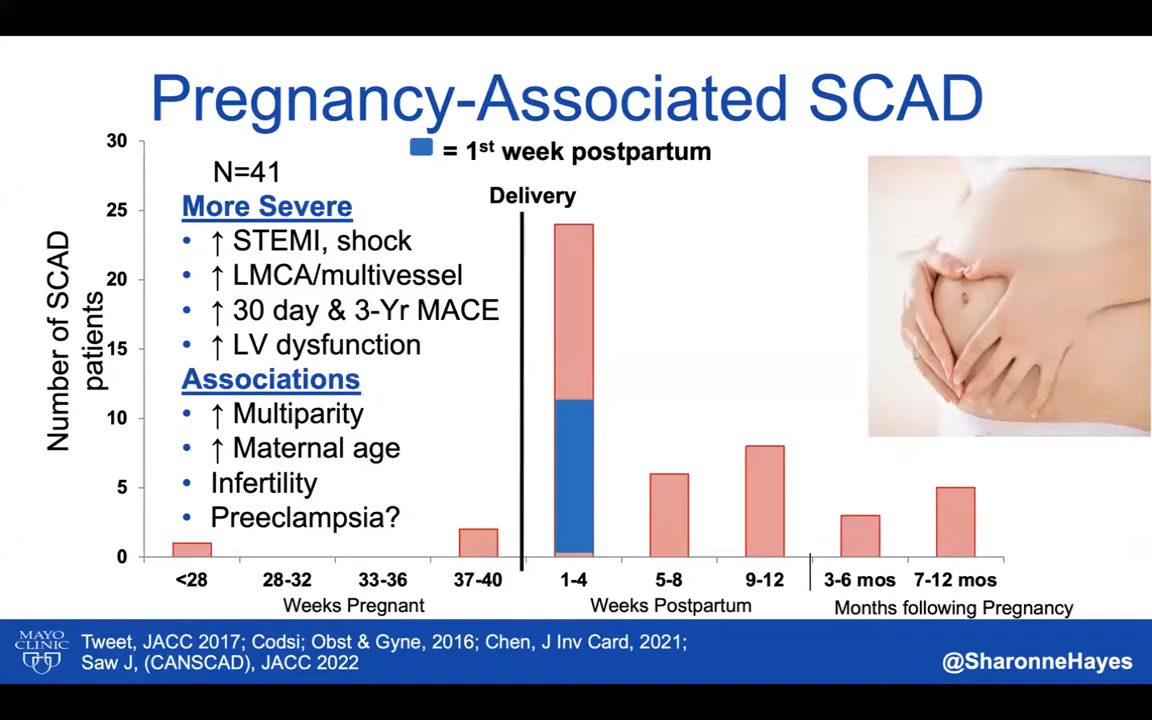 Pregnancy-Associated SCAD
= 1st week postpartum
Delivery
Number of SCAD
patients
30
25
20
15
10
5
0
N=41
More Severe
• ↑ STEMI, shock
• ↑ LMCA/multivessel
• ↑ 30 day & 3-Yr MACE
• ↑ LV dysfunction
Associations
• ↑ Multiparity
• ↑ Maternal age
• Infertility
• Preeclampsia?
<28 28-32 33-36 37-40 1-4 5-8 9-12 3-6 mos 7-12 mos
Weeks Pregnant Weeks Postpartum Months following Pregnancy
MAYO
CLINIC
Tweet, JACC 2017; Codsi; Obst & Gyne, 2016; Chen, J Inv Card, 2021;
Saw J, (CANSCAD), JACC 2022
@SharonneHayes